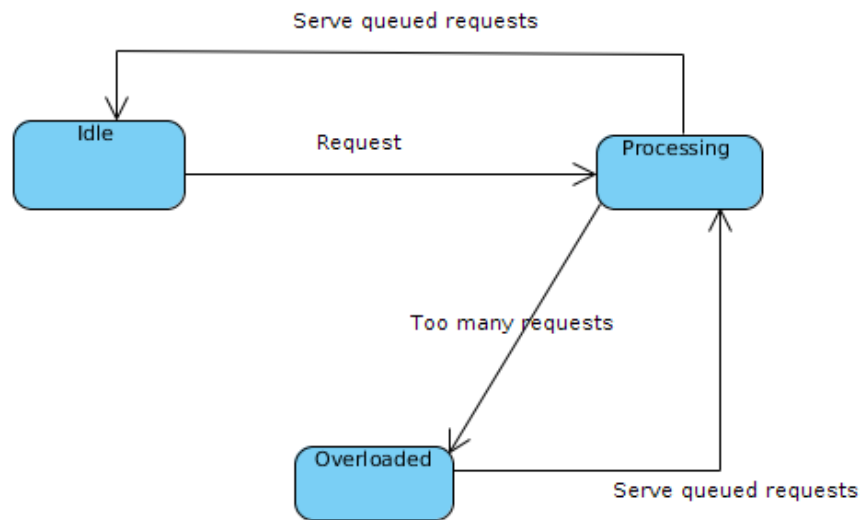 Serve queued requests
Idle
Request
Processing
Too many requests
Overloaded
Serve queued requests